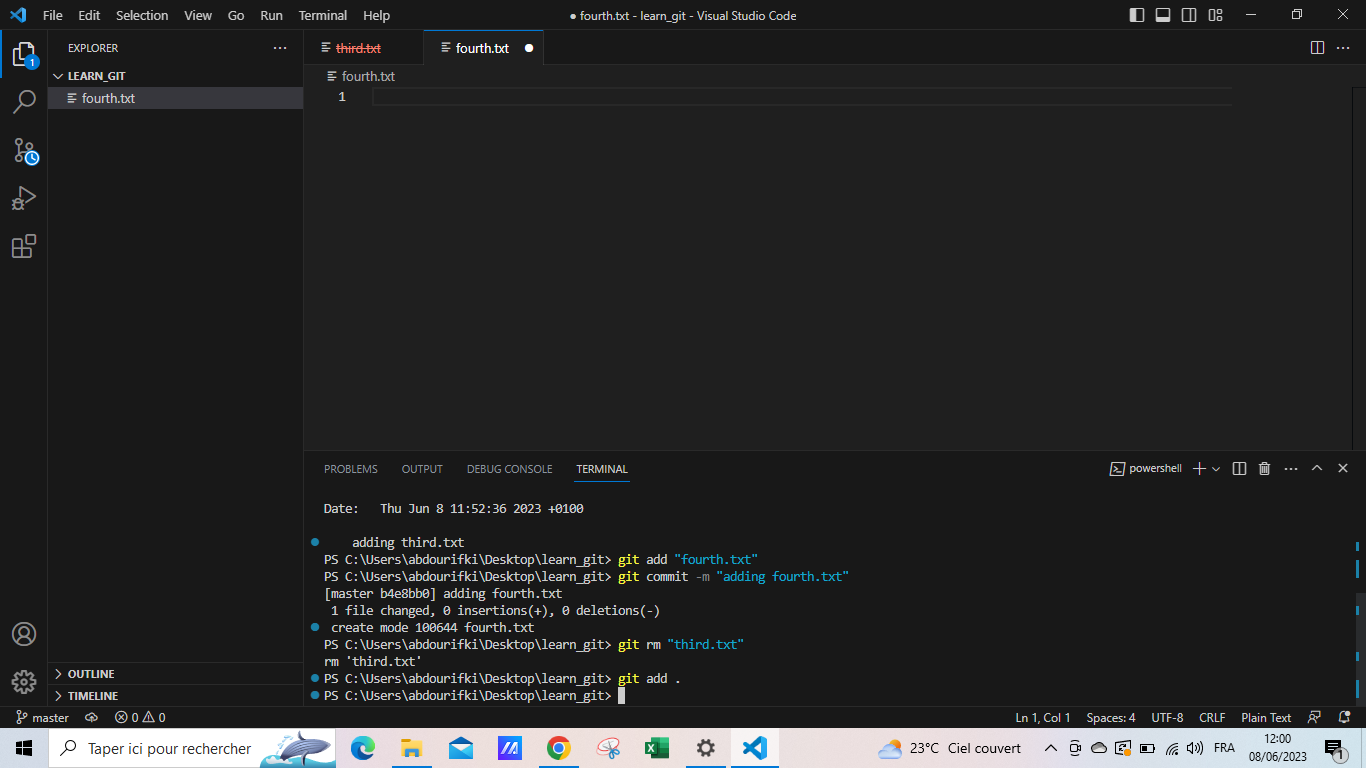 File Edit Selection View Go Run Terminal Help
● fourth.txt - learn_git - Visual Studio Code
EXPLORER
1
LEARN_GIT
fourth.txt
OUTLINE
TIMELINE
third.txt
fourth.txt
fourth.txt
1
PROBLEMS OUTPUT DEBUG CONSOLE TERMINAL
powershell
Date:   Thu Jun 8 11:52:36 2023 +0100
    adding third.txt
PS C:\Users\abdourifki\Desktop\learn_git> git add "fourth.txt"
PS C:\Users\abdourifki\Desktop\learn_git> git commit -m "adding fourth.txt"
[master b4e8bb0] adding fourth.txt
 1 file changed, 0 insertions(+), 0 deletions(-)
 create mode 100644 fourth.txt
PS C:\Users\abdourifki\Desktop\learn_git> git rm "third.txt"
rm 'third.txt'
PS C:\Users\abdourifki\Desktop\learn_git> git add .
PS C:\Users\abdourifki\Desktop\learn_git>
master 0 0 Ln 1, Col 1 Spaces: 4 UTF-8 CRLF Plain Text
Taper ici pour rechercher
23°C Ciel couvert
FRA
12:00
08/06/2023
1